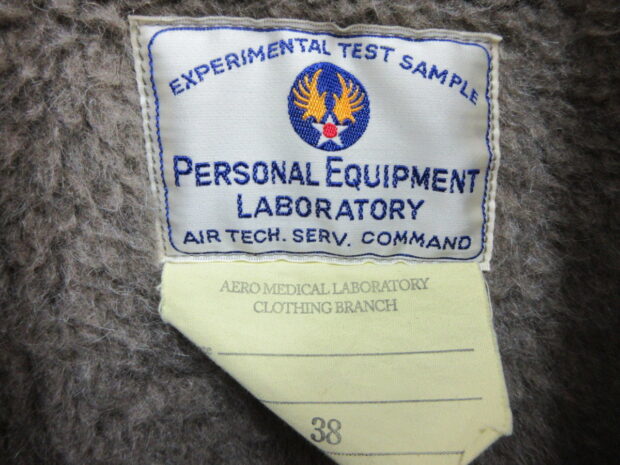 EXPERIMENTAL TEST SAMPLE
PERSONAL EQUIPMENT
LABORATORY
AIR TECH. SERV. COMMAND
AERO MEDICAL LABORATORY
CLOTHING BRANCH
38